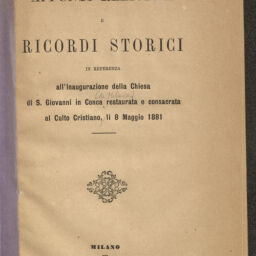 E
RICORDI STORICI
IN REFERENZA
all'inaugurazione della Chiesa
di S. Giovanni in Conca restaurata e consacrata
al Culto Cristiano, li 8 Maggio 1881
MILANO